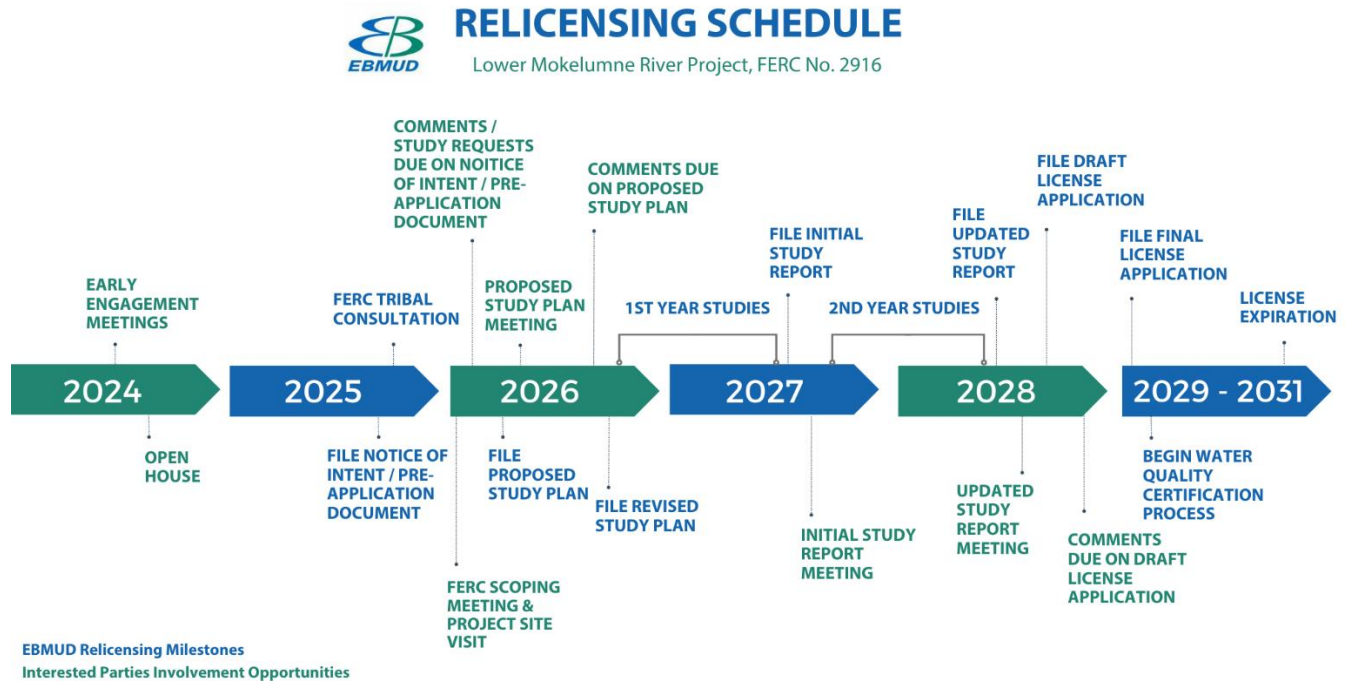 EBMUD
RELICENSING SCHEDULE
Lower Mokelumne River Project, FERC No. 2916
EARLY
ENGAGEMENT
MEETINGS
FERC TRIBAL
CONSULTATION
COMMENTS /
STUDY REQUESTS
DUE ON NOITICE
OF INTENT / PRE-
APPLICATION
DOCUMENT
PROPOSED
STUDY PLAN
MEETING
COMMENTS DUE
ON PROPOSED
STUDY PLAN
1ST YEAR STUDIES
FILE INITIAL
STUDY
REPORT
2ND YEAR STUDIES
FILE
UPDATED
STUDY
REPORT
FILE DRAFT
LICENSE
APPLICATION
FILE FINAL
LICENSE
APPLICATION
LICENSE
EXPIRATION
2024
2025
2026
2027
2028
2029 - 2031
OPEN
HOUSE
FILE NOTICE OF
INTENT / PRE-
APPLICATION
DOCUMENT
FERC SCOPING
MEETING &
PROJECT SITE
VISIT
FILE
PROPOSED
STUDY PLAN
FILE REVISED
STUDY PLAN
INITIAL STUDY
REPORT
MEETING
UPDATED
STUDY
REPORT
MEETING
COMMENTS
DUE ON DRAFT
LICENSE
APPLICATION
BEGIN WATER
QUALITY
CERTIFICATION
PROCESS
EBMUD Relicensing Milestones
Interested Parties Involvement Opportunities